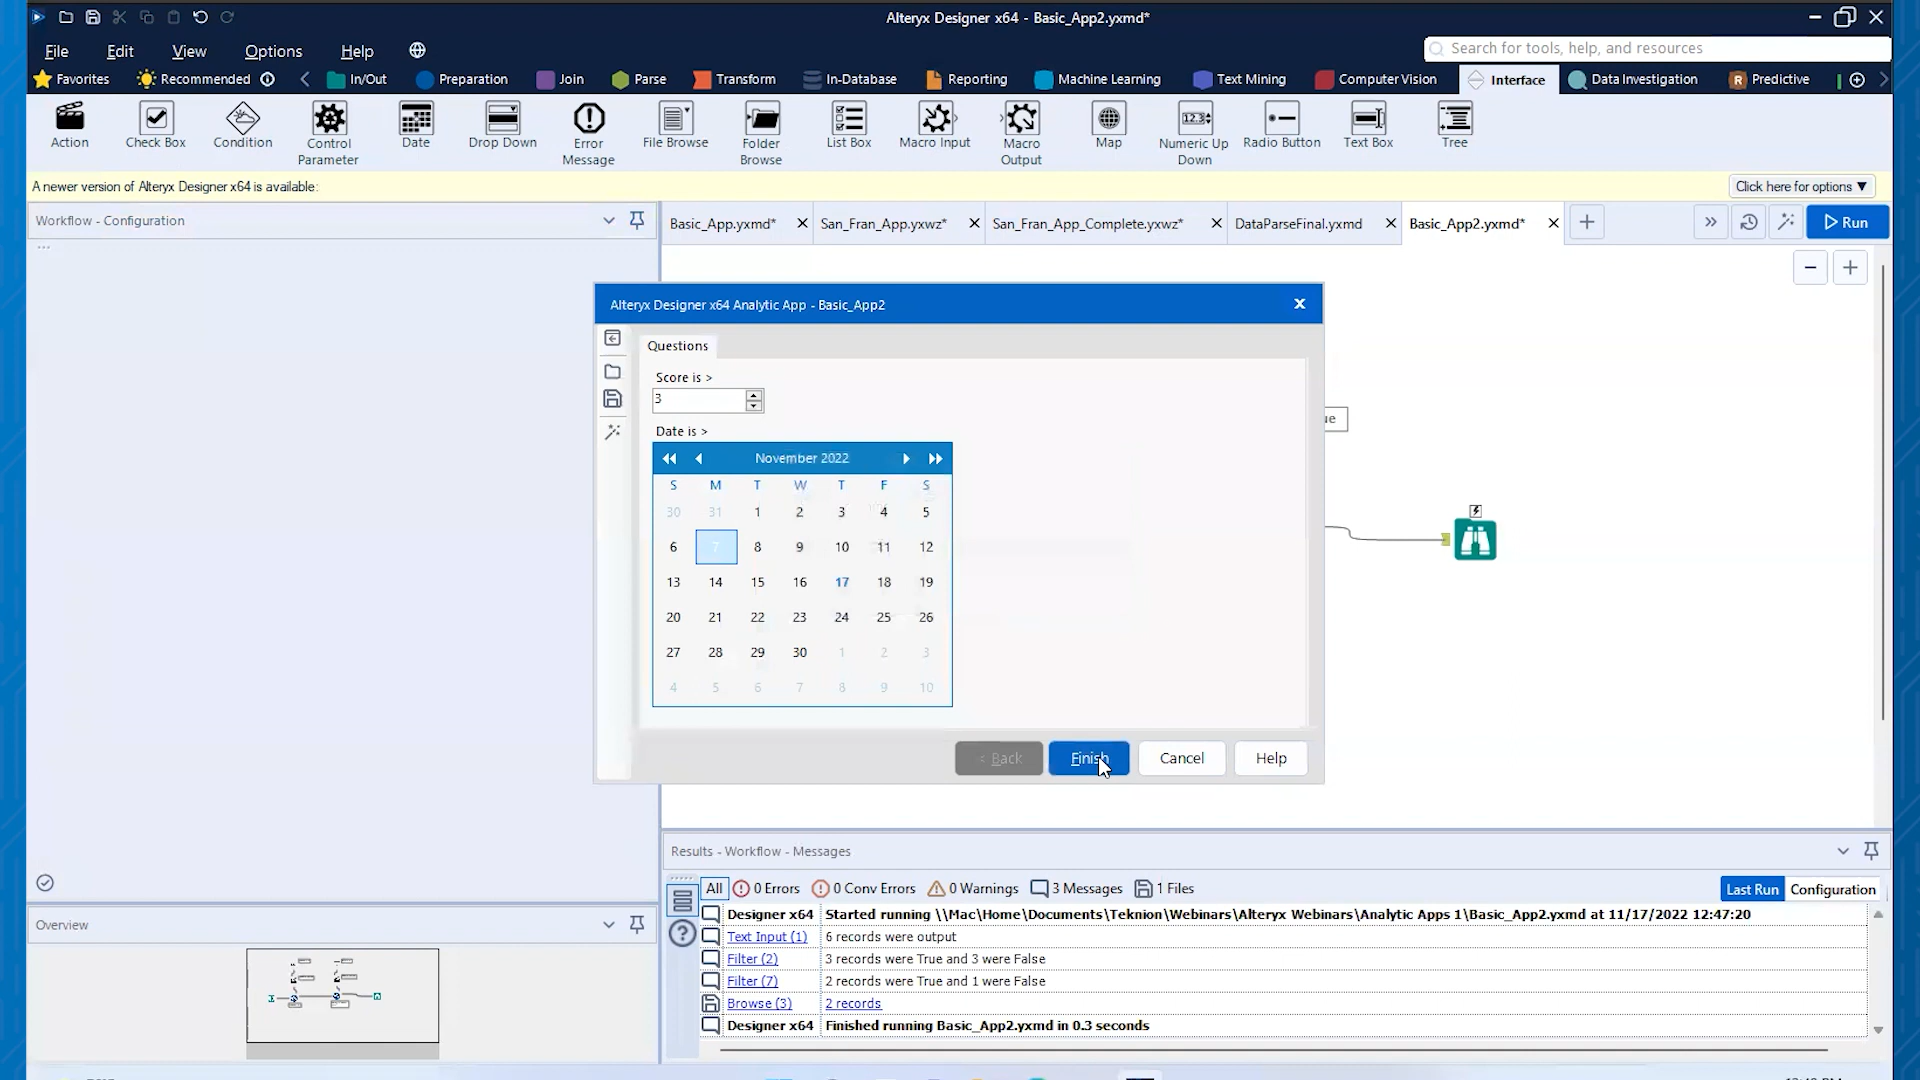 Alteryx Designer x64 - Basic_App2.yxmd*
File Edit View Options Help
Search for tools, help, and resources
Favorites Recommended In/Out Preparation Join Parse Transform In-Database Reporting Machine Learning Text Mining Computer Vision Interface Data Investigation Predictive
Action Check Box Condition Control Parameter Date Drop Down Error Message File Browse Folder Browse List Box Macro Input Macro Output Map Numeric Up Down Radio Button Text Box Tree
A newer version of Alteryx Designer x64 is available:
Click here for options ▼
Workflow - Configuration
Basic_App.yxmd* San_Fran_App.yxwz* San_Fran_App_Complete.yxwz* DataParseFinal.yxmd Basic_App2.yxmd*
Run
Alteryx Designer x64 Analytic App - Basic_App2
Questions
Score is >
3
Date is >
November 2022
S M T W T F S
30 31 1 2 3 4 5
6 7 8 9 10 11 12
13 14 15 16 17 18 19
20 21 22 23 24 25 26
27 28 29 30 1 2 3
4 5 6 7 8 9 10
ue
< Back Finish Cancel Help
Results - Workflow - Messages
All 0 Errors 0 Conv Errors 0 Warnings 3 Messages 1 Files
Last Run Configuration
Designer x64 Started running \\Mac\Home\Documents\Teknion\Webinars\Alteryx Webinars\Analytic Apps 1\Basic_App2.yxmd at 11/17/2022 12:47:20
Text Input (1) 6 records were output
Filter (2) 3 records were True and 3 were False
Filter (7) 2 records were True and 1 were False
Browse (3) 2 records
Designer x64 Finished running Basic_App2.yxmd in 0.3 seconds
Overview